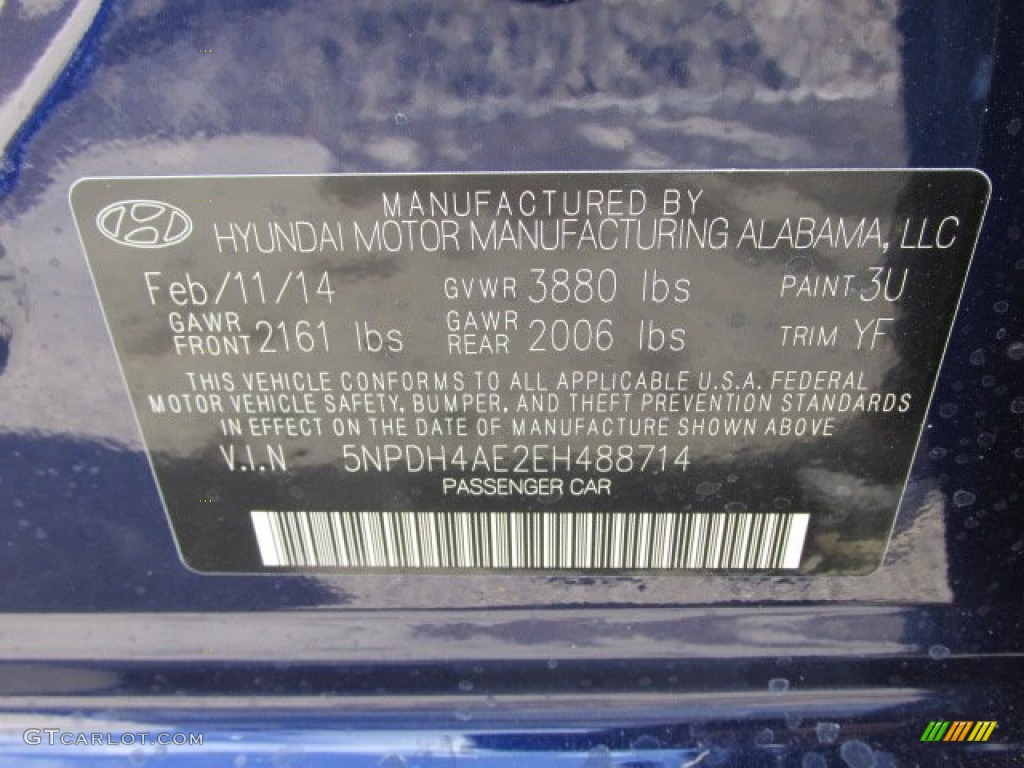 MANUFACTURED BY
HYUNDAI MOTOR MANUFACTURING ALABAMA, LLC
Feb/11/14 GVWR 3880 lbs PAINT 3U
GAWR FRONT 2161 lbs GAWR REAR 2006 lbs TRIM YF
THIS VEHICLE CONFORMS TO ALL APPLICABLE U.S.A. FEDERAL
MOTOR VEHICLE SAFETY, BUMPER, AND THEFT PREVENTION STANDARDS
IN EFFECT ON THE DATE OF MANUFACTURE SHOWN ABOVE
V.I.N 5NPDH4AE2EH488714
PASSENGER CAR
GTCARLOT.COM